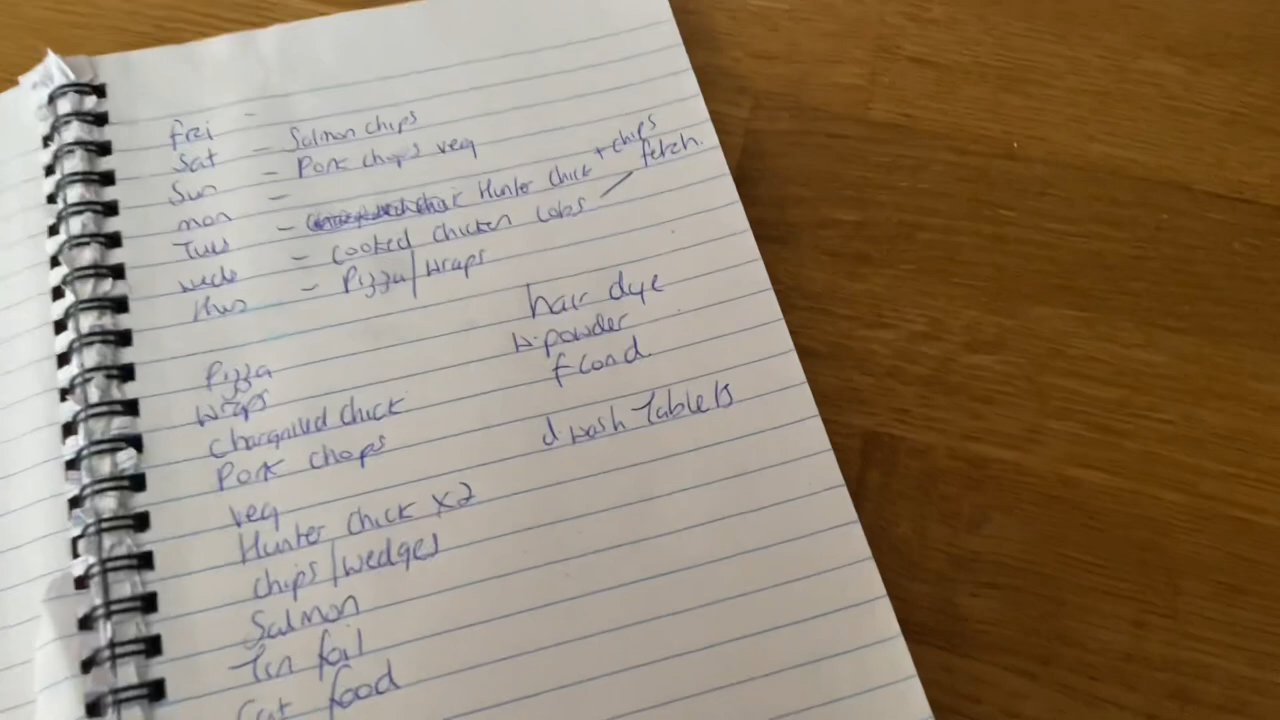 fri -
Sat - Salmon chips
Sun - Pork chops veg
mon -
Tues - Hunter chick + chips
weds - cooked chicken cobs / fetch.
thus - Pizza/wraps
Pizza
wraps
chargrilled chick
Pork chops
veg
Hunter chick x2
chips/wedges
Salmon
Tin foil
Cat food
hair dye
w.powder
f cond.
d wash Tablets